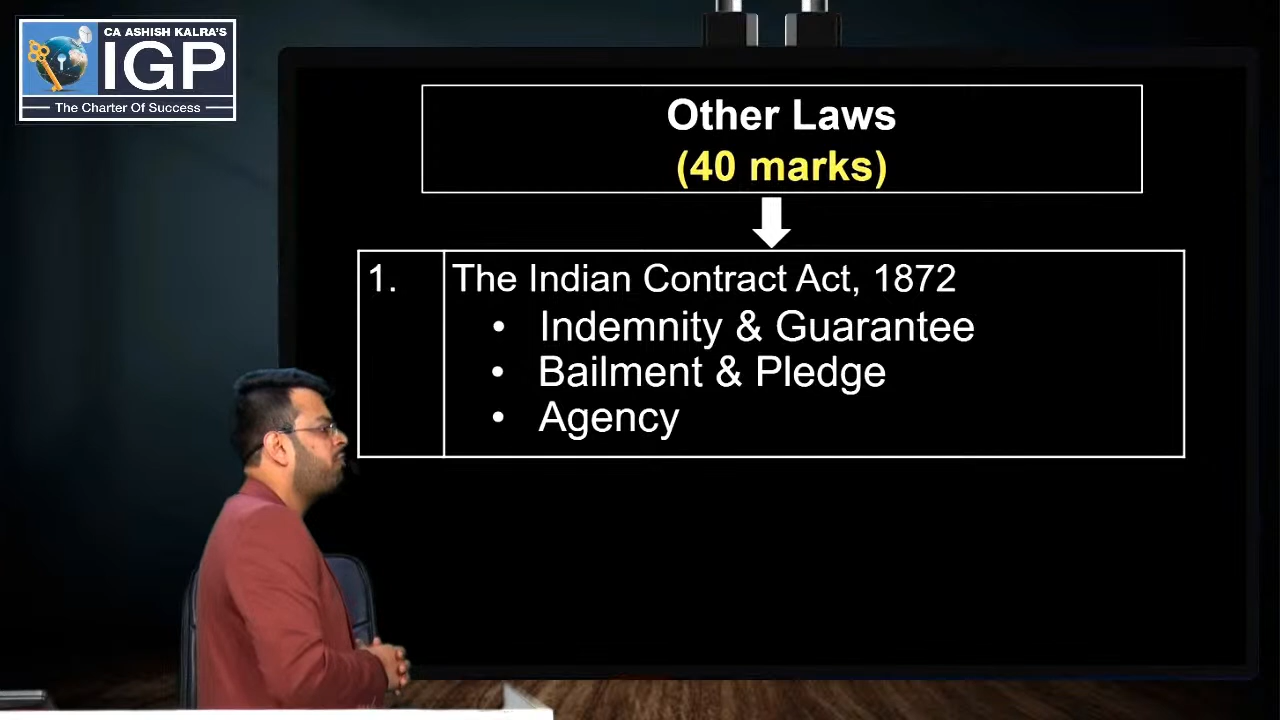 CA ASHISH KALRA'S
IGP
The Charter Of Success
Other Laws
(40 marks)
1. The Indian Contract Act, 1872
• Indemnity & Guarantee
• Bailment & Pledge
• Agency